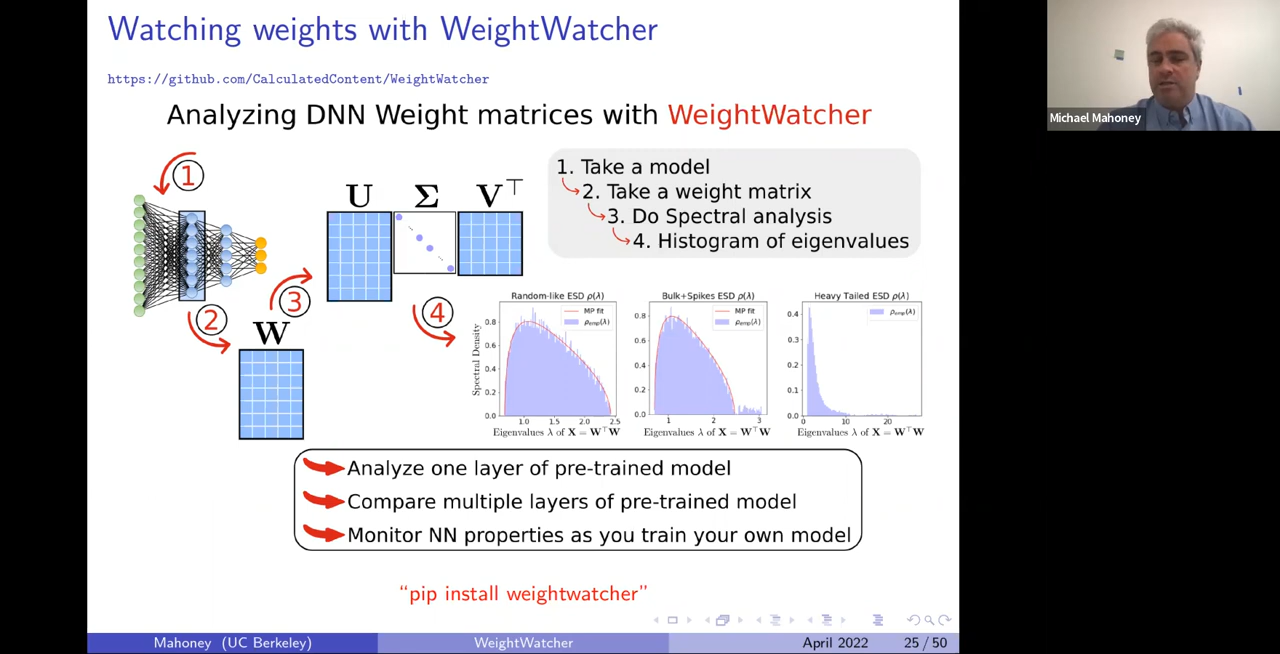 Watching weights with WeightWatcher
https://github.com/CalculatedContent/WeightWatcher
Analyzing DNN Weight matrices with WeightWatcher
1
1. Take a model
2. Take a weight matrix
3. Do Spectral analysis
4. Histogram of eigenvalues
U Σ V⊤
2
3
4
W
Random-like ESD ρ(λ)
MP fit
ρemp(λ)
Spectral Density
0.8
0.6
0.4
0.2
0.0
1.0 1.5 2.0 2.5
Eigenvalues λ of X = W⊤W
Bulk+Spikes ESD ρ(λ)
MP fit
ρemp(λ)
0.8
0.6
0.4
0.2
0.0
1 2 3
Eigenvalues λ of X = W⊤W
Heavy Tailed ESD ρ(λ)
ρemp(λ)
0.4
0.3
0.2
0.1
0.0
0 10 20
Eigenvalues λ of X = W⊤W
Analyze one layer of pre-trained model
Compare multiple layers of pre-trained model
Monitor NN properties as you train your own model
“pip install weightwatcher”
Mahoney (UC Berkeley) WeightWatcher April 2022 25 / 50
Michael Mahoney